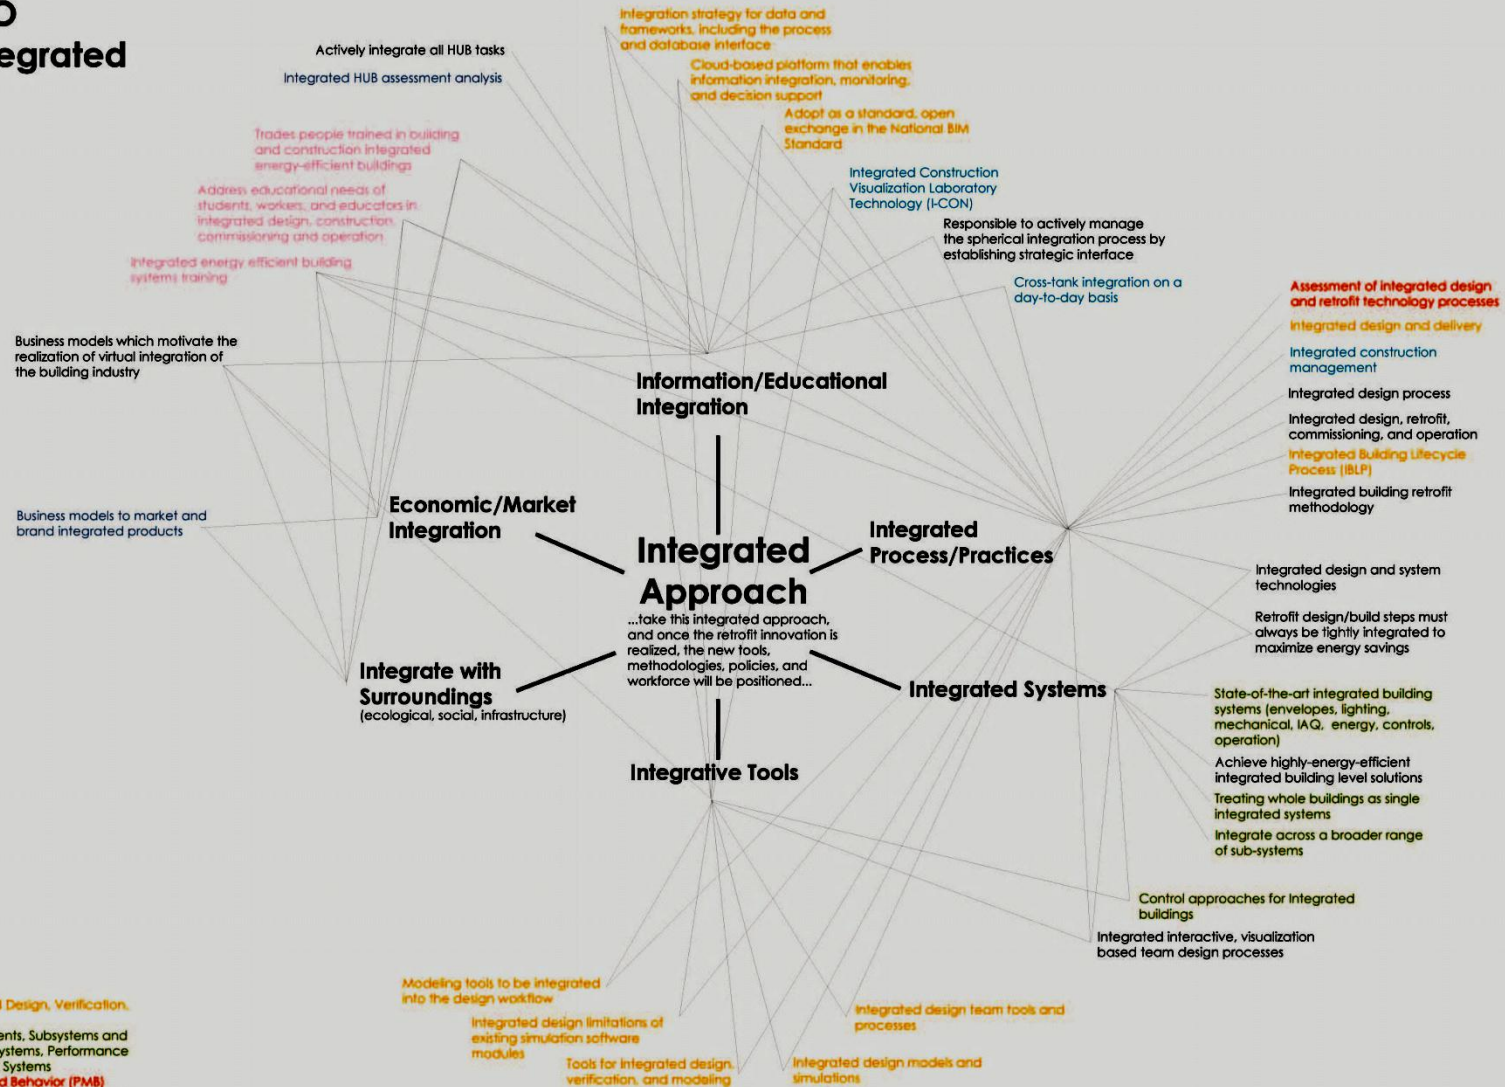 egrated
Actively integrate all HUB tasks
Integrated HUB assessment analysis
Integration strategy for data and
frameworks, including the process
and database interface
Cloud-based platform that enables
information integration, monitoring,
and decision support
Adopt as a standard, open
exchange in the National BIM
Standard
Integrated Construction
Visualization Laboratory
Technology (I-CON)
Responsible to actively manage
the spherical integration process by
establishing strategic interface
Cross-tank integration on a
day-to-day basis
Trades people trained in building
and construction integrated
energy-efficient buildings
Address educational needs of
students, workers, and educators in
integrated design, construction,
commissioning and operation
Integrated energy efficient building
systems training
Business models which motivate the
realization of virtual integration of
the building industry
Business models to market and
brand integrated products
Assessment of integrated design
and retrofit technology processes
Integrated design and delivery
Integrated construction
management
Integrated design process
Integrated design, retrofit,
commissioning, and operation
Integrated Building Lifecycle
Process (IBLP)
Integrated building retrofit
methodology
Information/Educational
Integration
Economic/Market
Integration
Integrated
Process/Practices
Integrated
Approach
...take this integrated approach,
and once the retrofit innovation is
realized, the new tools,
methodologies, policies, and
workforce will be positioned...
Integrate with
Surroundings
(ecological, social, infrastructure)
Integrated Systems
Integrative Tools
Integrated design and system
technologies
Retrofit design/build steps must
always be tightly integrated to
maximize energy savings
State-of-the-art integrated building
systems (envelopes, lighting,
mechanical, IAQ, energy, controls,
operation)
Achieve highly-energy-efficient
integrated building level solutions
Treating whole buildings as single
integrated systems
Integrate across a broader range
of sub-systems
Control approaches for Integrated
buildings
Integrated interactive, visualization
based team design processes
Modeling tools to be integrated
into the design workflow
Integrated design limitations of
existing simulation software
modules
Tools for integrated design,
verification, and modeling
Integrated design models and
simulations
Integrated design team tools and
processes
Design, Verification,
ents, Subsystems and
ystems, Performance
Systems
d Behavior (PMB)